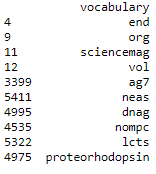 vocabulary
4 end
9 org
11 sciencemag
12 vol
3399 ag7
5411 neas
4995 dnag
4535 nompc
5322 lcts
4975 proteorhodopsin